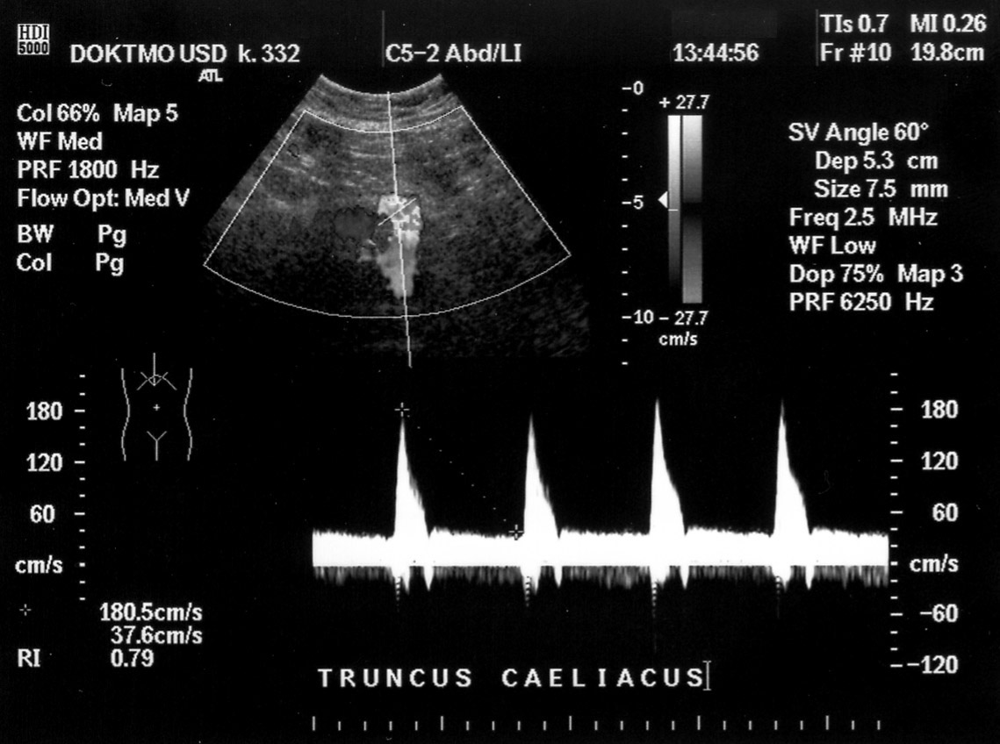 HDI 5000
DOKTMO USD k. 332
ATL
C5-2 Abd/LI
13:44:56
TIs 0.7 MI 0.26
Fr #10 19.8cm
Col 66% Map 5
WF Med
PRF 1800 Hz
Flow Opt: Med V
BW Pg
Col Pg
0
5
10
+ 27.7
- 27.7
cm/s
SV Angle 60°
Dep 5.3 cm
Size 7.5 mm
Freq 2.5 MHz
WF Low
Dop 75% Map 3
PRF 6250 Hz
180
120
60
cm/s
180
120
60
cm/s
-60
-120
180.5cm/s
37.6cm/s
RI 0.79
TRUNCUS CAELIACUS